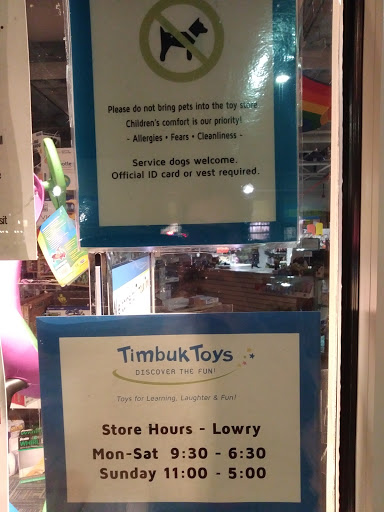 Please do not bring pets into the toy store
Children's comfort is our priority!
- Allergies • Fears • Cleanliness -
Service dogs welcome.
Official ID card or vest required.
TimbukToys
DISCOVER THE FUN!
Toys for Learning, Laughter & Fun!
Store Hours - Lowry
Mon-Sat 9:30 - 6:30
Sunday 11:00 - 5:00